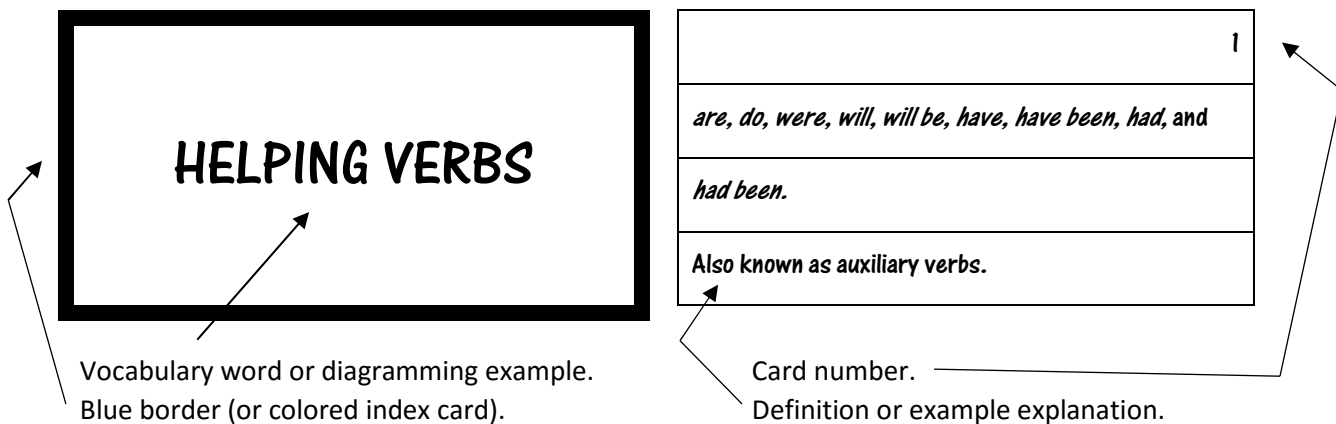 HELPING VERBS
1
are, do, were, will, will be, have, have been, had, and
had been.
Also known as auxiliary verbs.
Vocabulary word or diagramming example.
Blue border (or colored index card).
Card number.
Definition or example explanation.